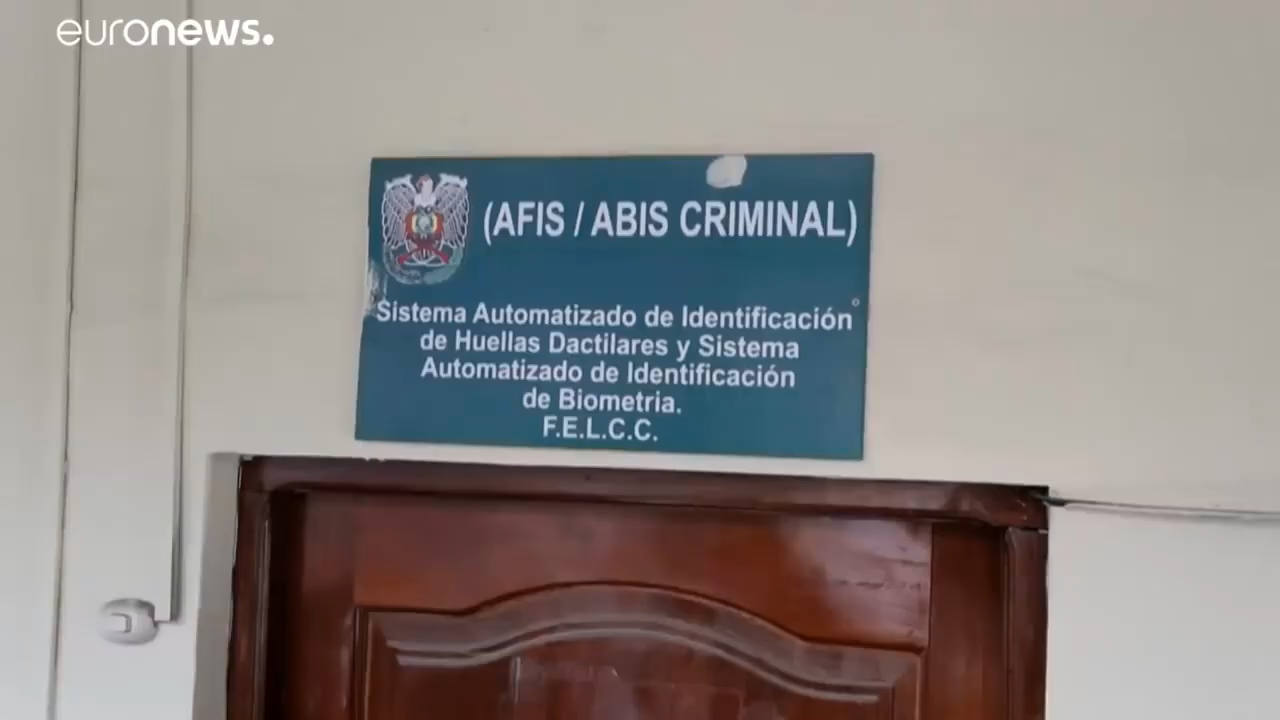 euronews.
(AFIS / ABIS CRIMINAL)
Sistema Automatizado de Identificación
de Huellas Dactilares y Sistema
Automatizado de Identificación
de Biometria.
F.E.L.C.C.